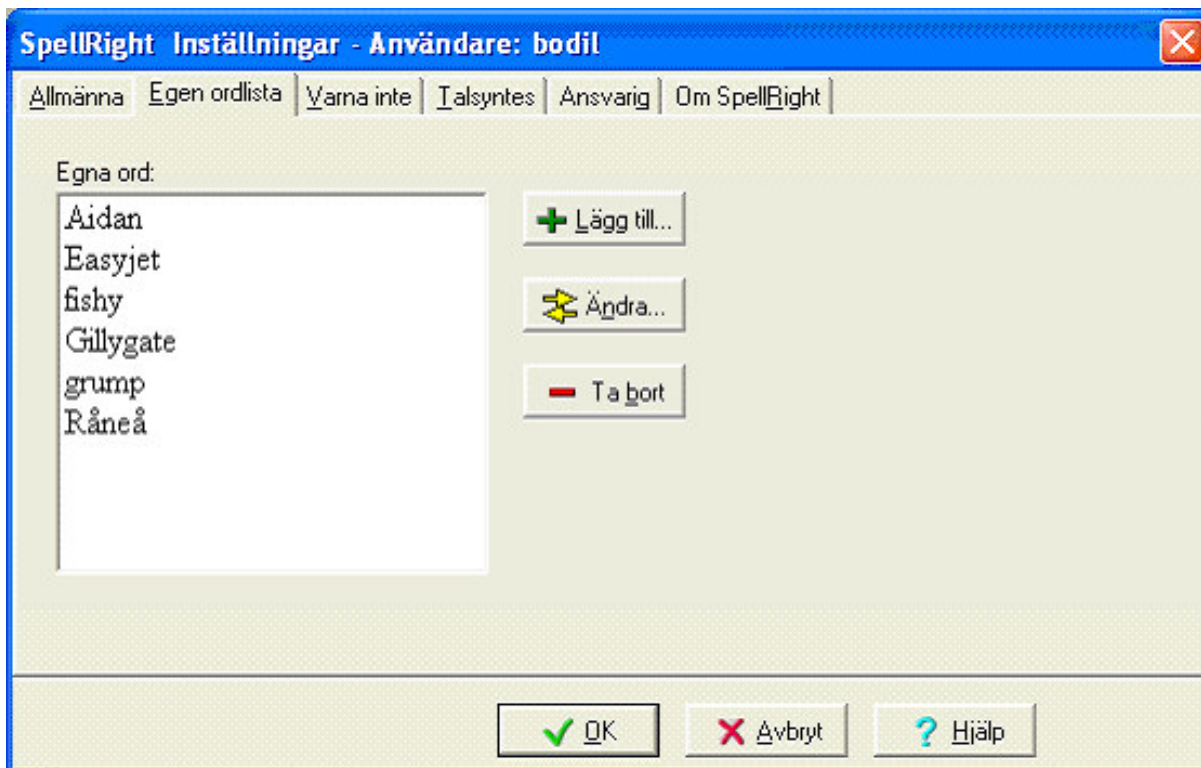 SpellRight Inställningar - Användare: bodil
Allmänna Egen ordlista Varna inte Talsyntes Ansvarig Om SpellRight
Egna ord:
Aidan
Easyjet
fishy
Gillygate
grump
Råneå
Lägg till...
Ändra...
Ta bort
OK Avbryt Hjälp